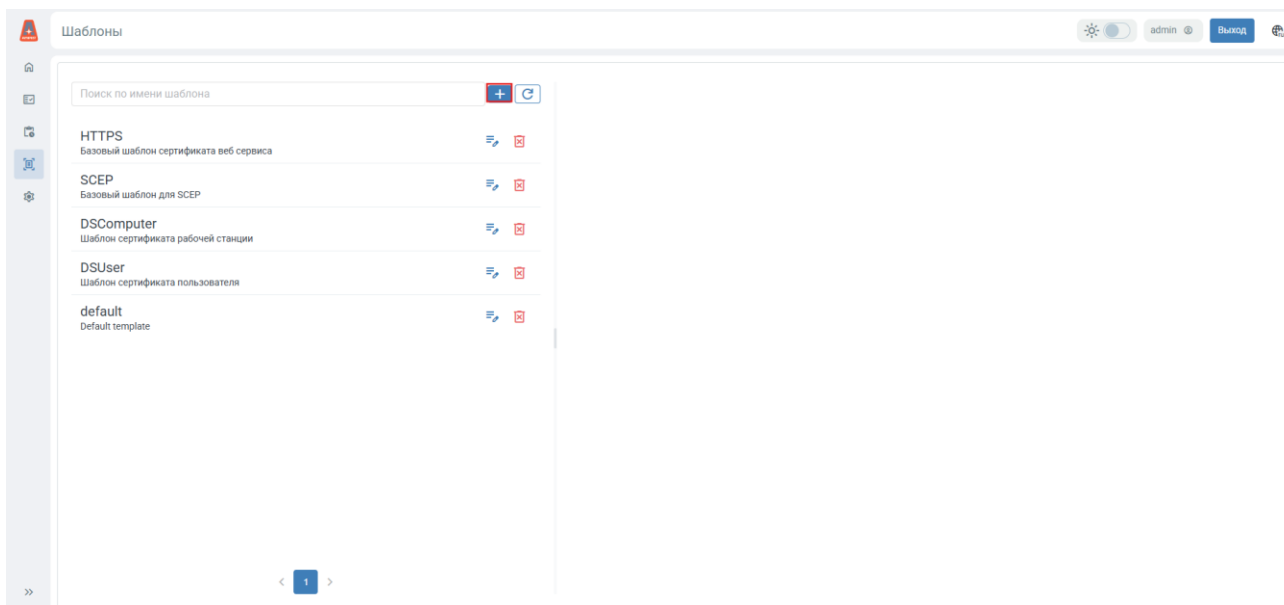 Шаблоны
admin
Выход
Поиск по имени шаблона
HTTPS
Базовый шаблон сертификата веб сервиса
SCEP
Базовый шаблон для SCEP
DSComputer
Шаблон сертификата рабочей станции
DSUser
Шаблон сертификата пользователя
default
Default template
1